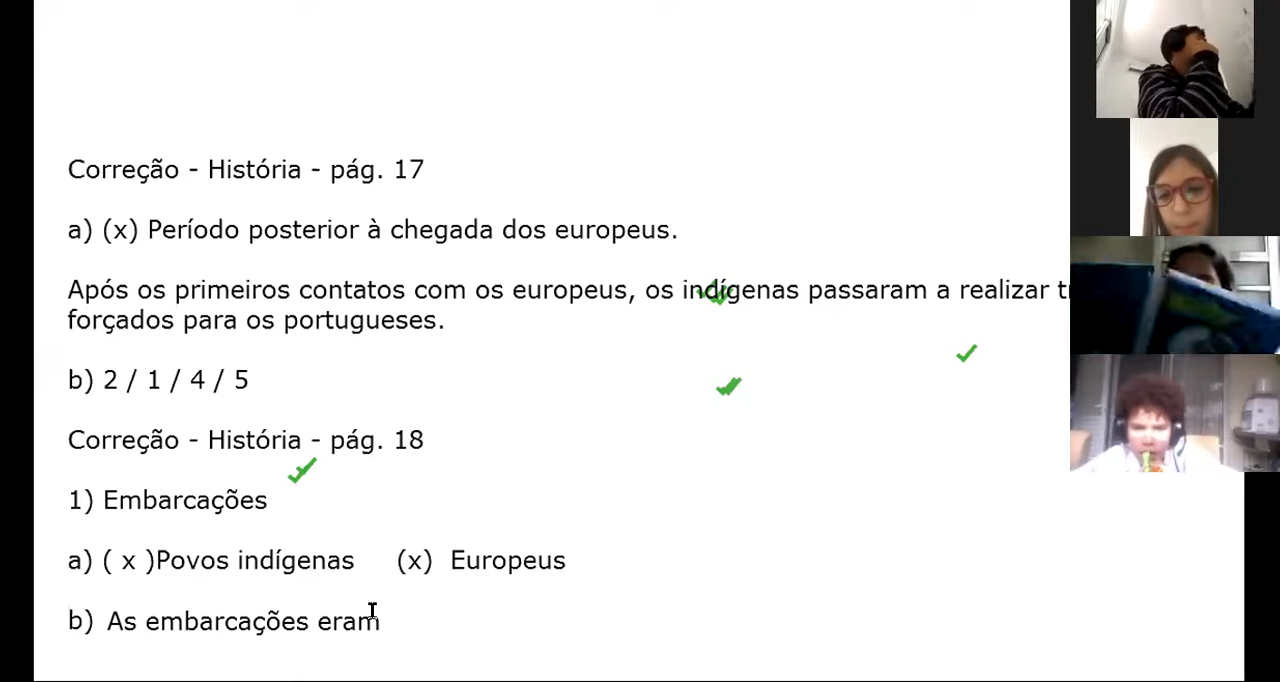 Correção - História - pág. 17
a) (x) Período posterior à chegada dos europeus.
Após os primeiros contatos com os europeus, os indígenas passaram a realizar
forçados para os portugueses.
b) 2 / 1 / 4 / 5
Correção - História - pág. 18
1) Embarcações
a) ( x )Povos indígenas (x) Europeus
b) As embarcações eram